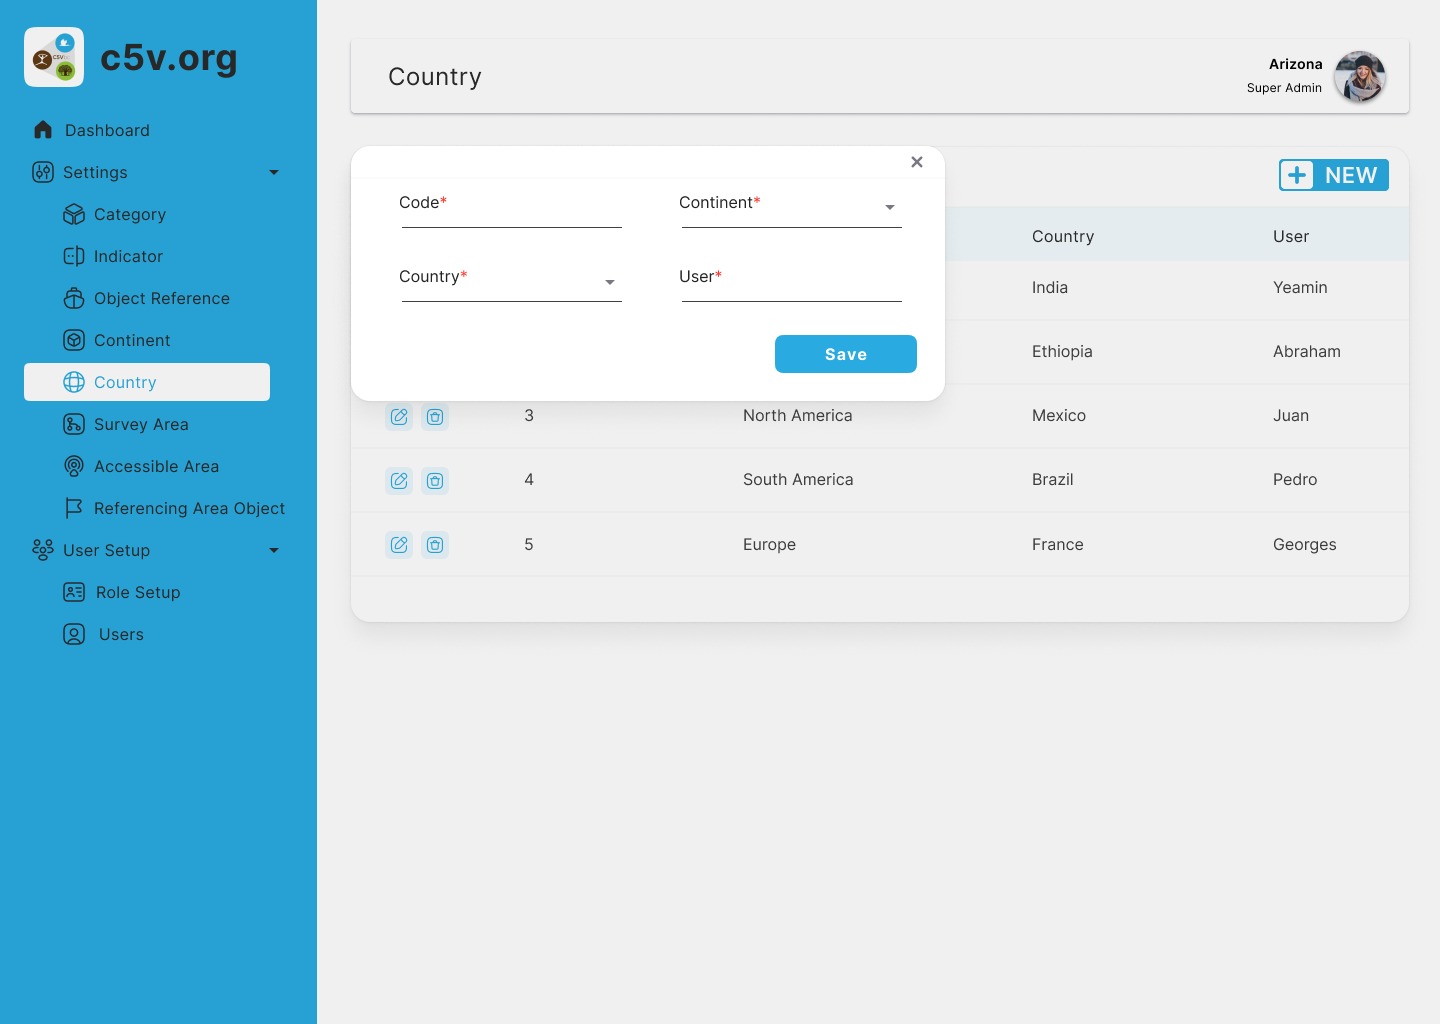 C5V
c5v.org
Dashboard
Settings
Category
Indicator
Object Reference
Continent
Country
Survey Area
Accessible Area
Referencing Area Object
User Setup
Role Setup
Users
Country
Arizona
Super Admin
NEW
Code*
Continent*
Country*
User*
Save
Country User
India Yeamin
Ethiopia Abraham
3 North America Mexico Juan
4 South America Brazil Pedro
5 Europe France Georges